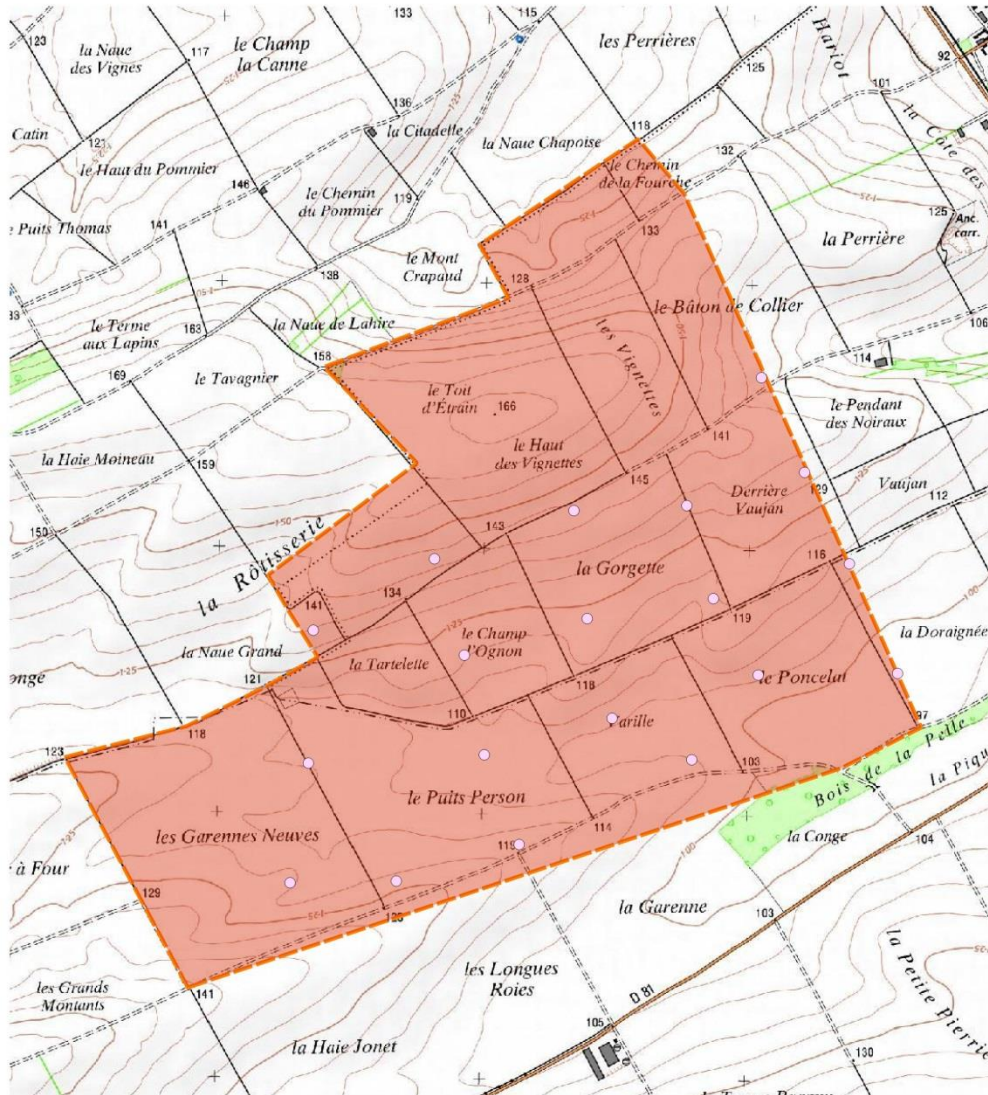 133
115
123
la Naue
des Vignes
117
le Champ
la Canne
les Perrières
Hariot
92
125
101
136
Catin
121
la Citadelle
118
la Naue Chapoise
132
le Haut du Pommier
le Chemin
de la Fourche
la Côte des
146
le Chemin
du Pommier
119
125
Anc.
carr.
le Puits Thomas
141
133
la Perrière
138
le Mont
Crapaud
128
le Bâton de Collier
106
le Terme
aux Lapins
163
la Naue de Lahire
les Vignettes
158
114
169
le Tavagnier
le Toit
d'Étrain
166
le Pendant
des Noiraux
141
la Haie Moineau
159
le Haut
des Vignettes
145
129
Vaujan
112
Derrière
Vaujan
150
143
116
la Rôtisserie
la Gorgette
134
141
119
la Doraignée
le Champ
l'Ognon
la Naue Grand
la Tartelette
118
121
110
le Poncelat
118
Varille
97
123
Bois de la Pelle
la Piqu
103
le Puits Person
les Garennes Neuves
114
la Conge
104
119
à Four
129
125
la Garenne
103
141
les Grands
Montants
les Longues
Roies
D 81
la Petite Pierri
105
la Haie Jonet
130